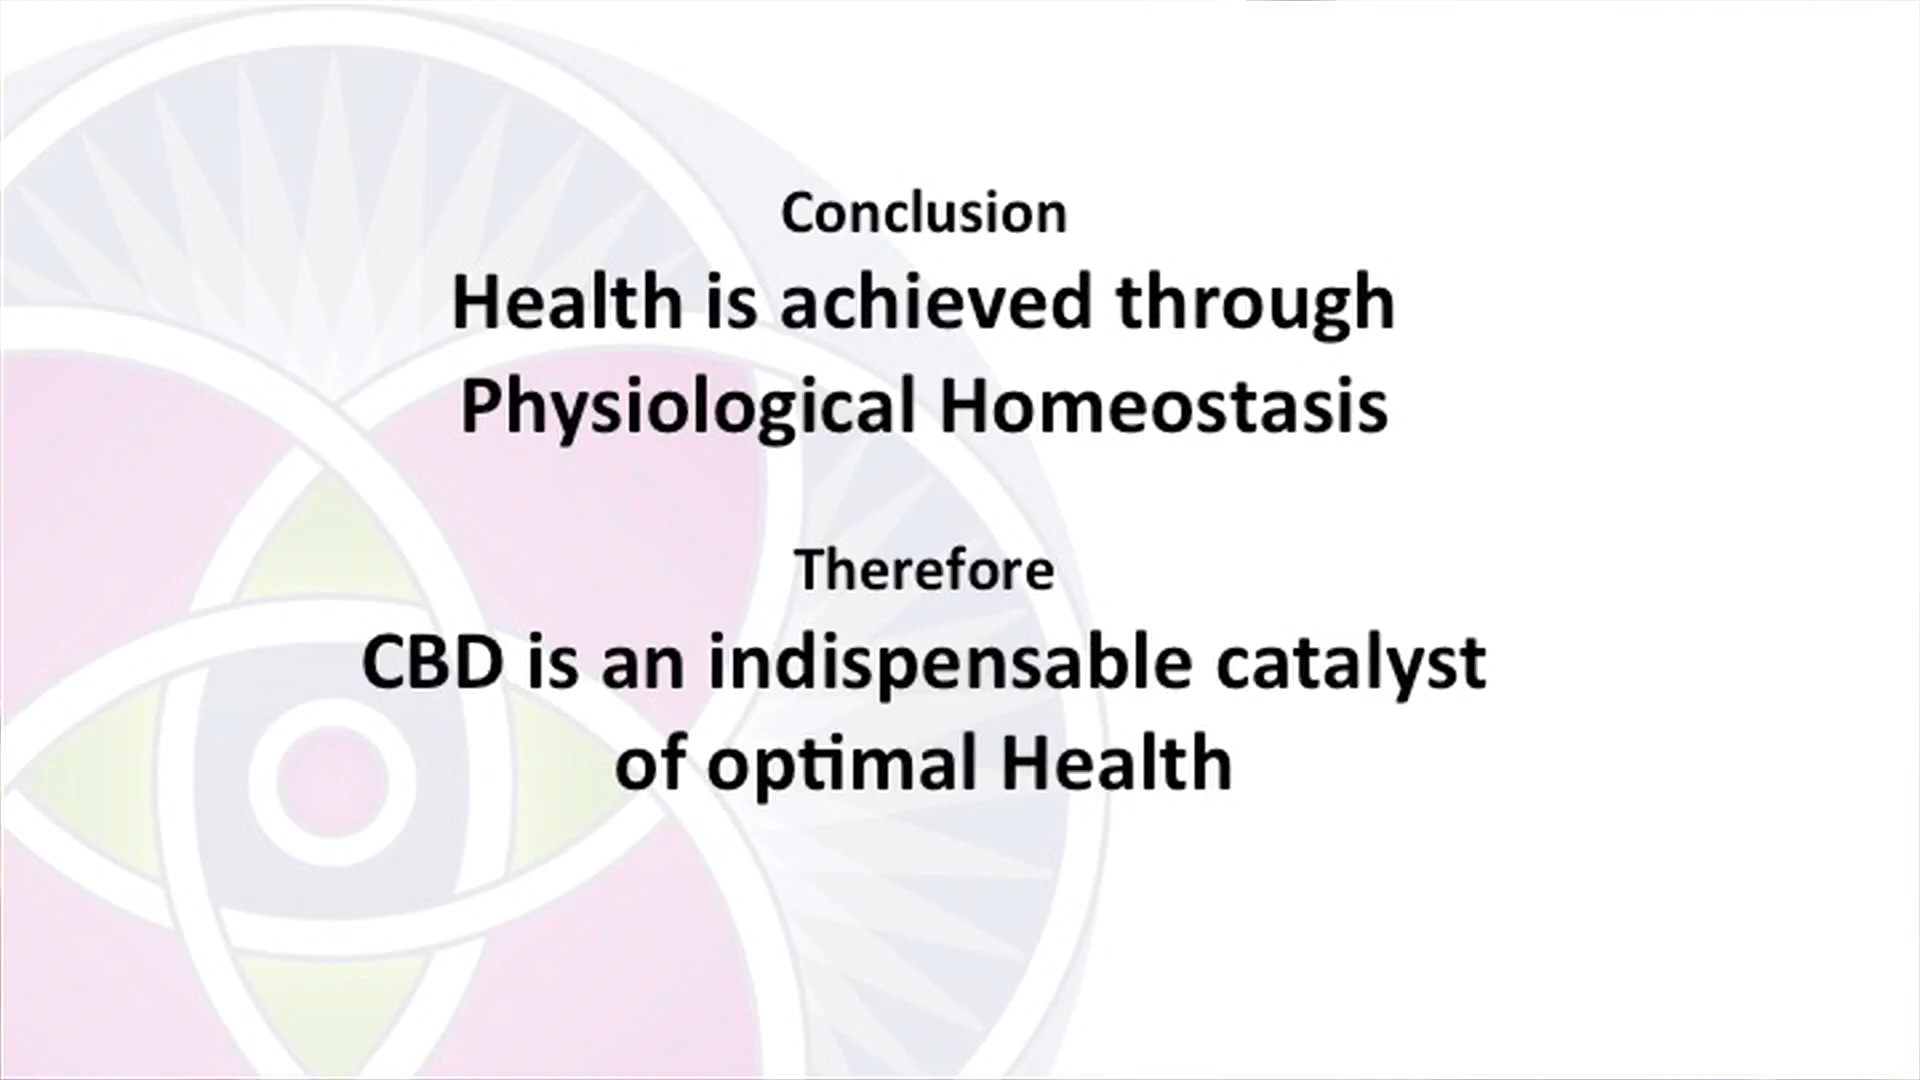 Conclusion
Health is achieved through
Physiological Homeostasis
Therefore
CBD is an indispensable catalyst
of optimal Health